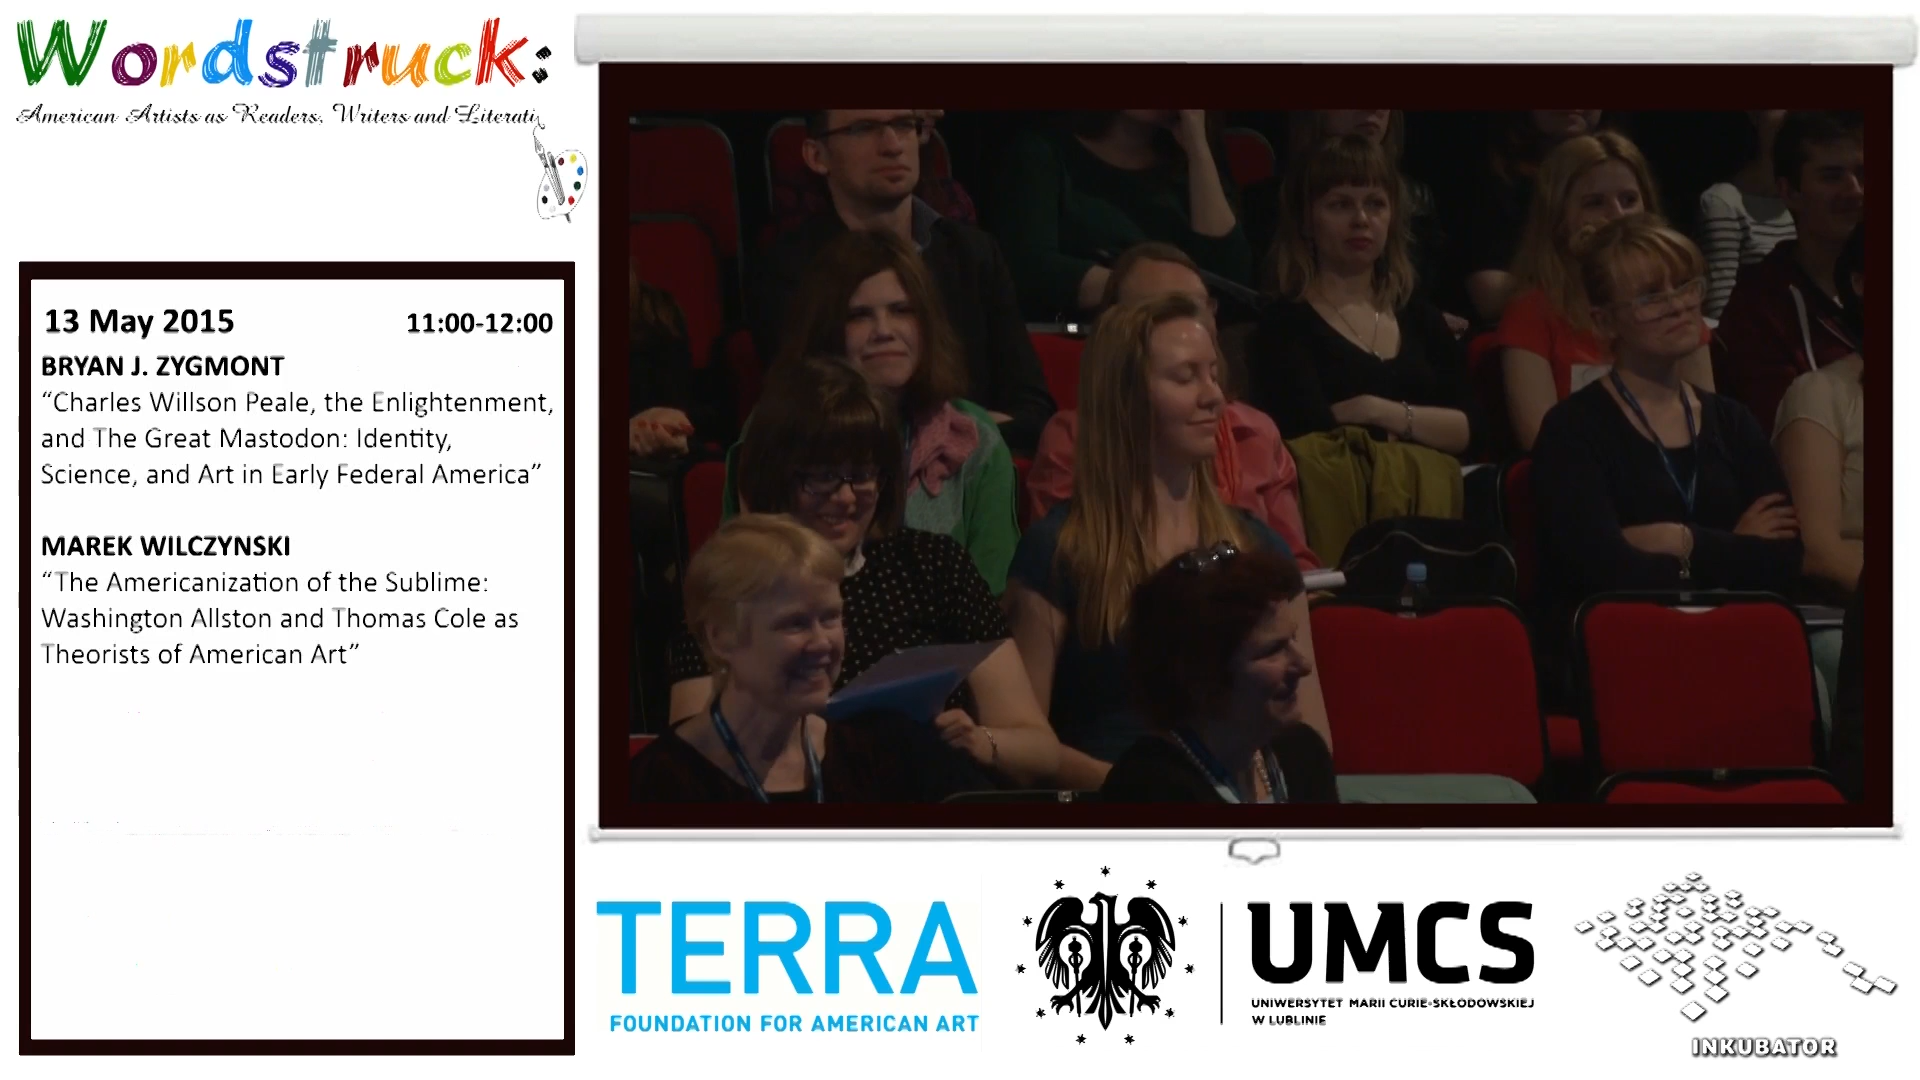 Wordstruck:
American Artists as Readers, Writers and Literati
13 May 2015 11:00-12:00
BRYAN J. ZYGMONT
“Charles Willson Peale, the Enlightenment,
and The Great Mastodon: Identity,
Science, and Art in Early Federal America”
MAREK WILCZYNSKI
“The Americanization of the Sublime:
Washington Allston and Thomas Cole as
Theorists of American Art”
TERRA
FOUNDATION FOR AMERICAN ART
UMCS
UNIWERSYTET MARII CURIE-SKŁODOWSKIEJ
W LUBLINIE
INKUBATOR